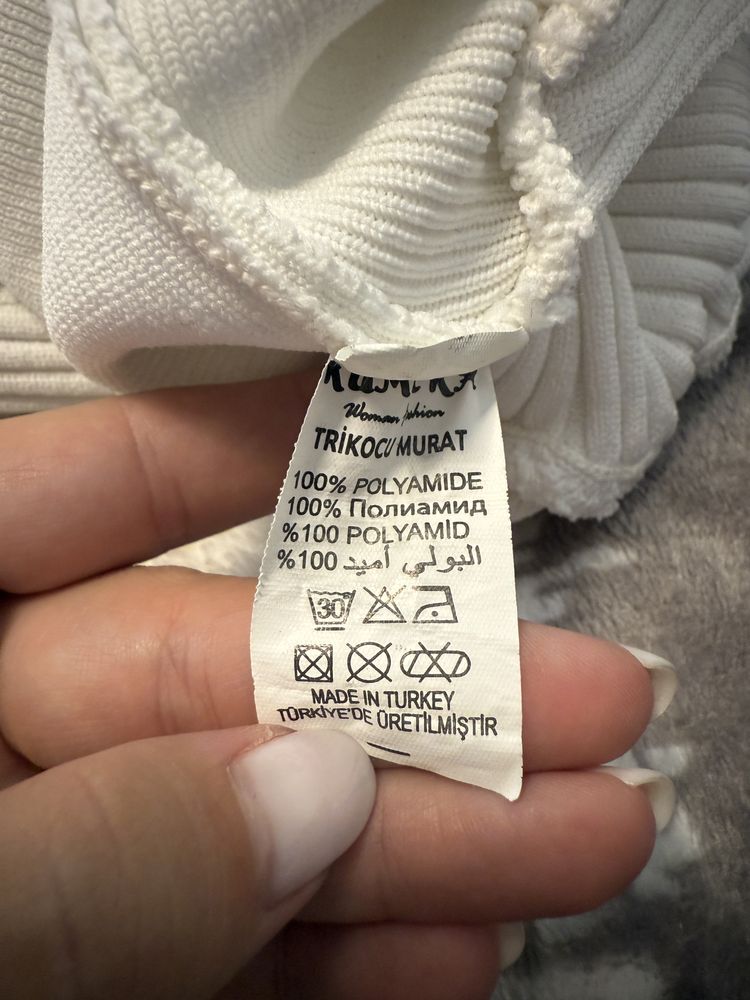 Woman fashion
TRİKOCU MURAT
100% POLYAMIDE
100% Полиамид
%100 POLYAMİD
%100 البولي أميد
30
MADE IN TURKEY
TÜRKİYE'DE ÜRETİLMİŞTİR